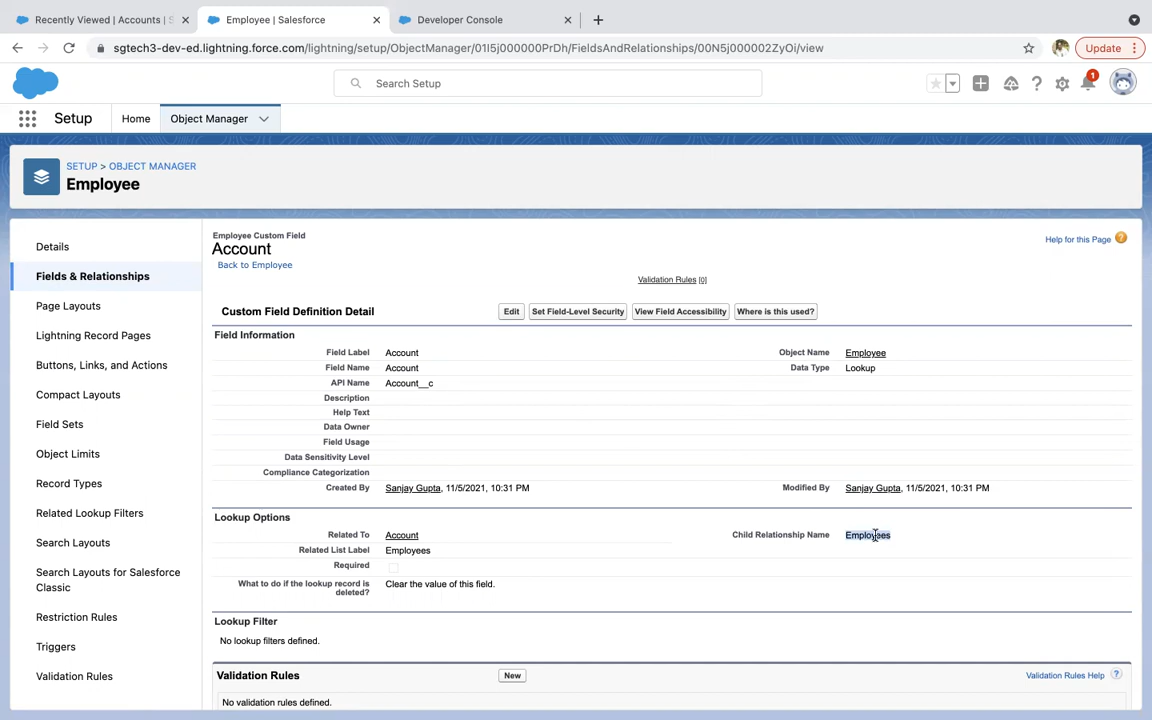 Recently Viewed | Accounts | S
Employee | Salesforce
Developer Console
sgtech3-dev-ed.lightning.force.com/lightning/setup/ObjectManager/01I5j000000PrDh/FieldsAndRelationships/00N5j000002ZyOi/view
Update
Search Setup
1
Setup
Home
Object Manager
SETUP > OBJECT MANAGER
Employee
Details
Fields & Relationships
Page Layouts
Lightning Record Pages
Buttons, Links, and Actions
Compact Layouts
Field Sets
Object Limits
Record Types
Related Lookup Filters
Search Layouts
Search Layouts for Salesforce
Classic
Restriction Rules
Triggers
Validation Rules
Employee Custom Field
Account
Back to Employee
Help for this Page
Validation Rules [0]
Custom Field Definition Detail
Edit
Set Field-Level Security
View Field Accessibility
Where is this used?
Field Information
Field Label Account Object Name Employee
Field Name Account Data Type Lookup
API Name Account__c
Description
Help Text
Data Owner
Field Usage
Data Sensitivity Level
Compliance Categorization
Created By Sanjay Gupta, 11/5/2021, 10:31 PM Modified By Sanjay Gupta, 11/5/2021, 10:31 PM
Lookup Options
Related To Account Child Relationship Name Employees
Related List Label Employees
Required
What to do if the lookup record is
deleted?
Clear the value of this field.
Lookup Filter
No lookup filters defined.
Validation Rules
New
Validation Rules Help ?
No validation rules defined.